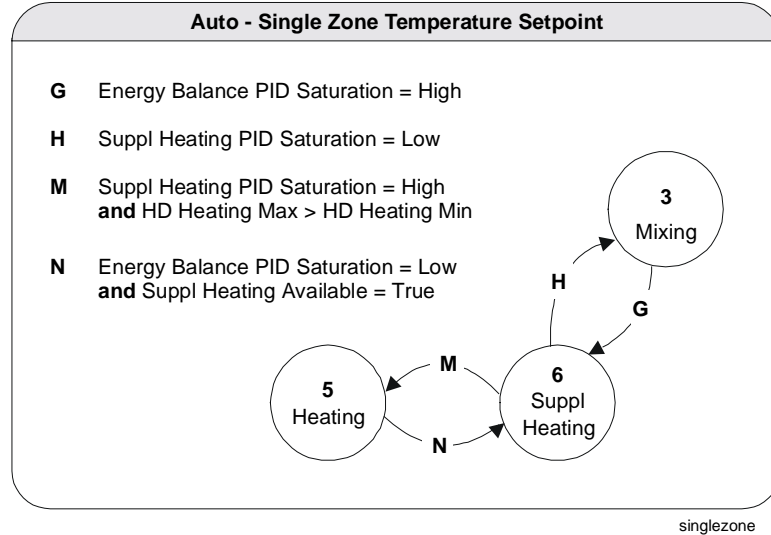 Auto - Single Zone Temperature Setpoint
G Energy Balance PID Saturation = High
H Suppl Heating PID Saturation = Low
M Suppl Heating PID Saturation = High
and HD Heating Max > HD Heating Min
N Energy Balance PID Saturation = Low
and Suppl Heating Available = True
3
Mixing
H
G
M
5
Heating
6
Suppl
Heating
N
singlezone